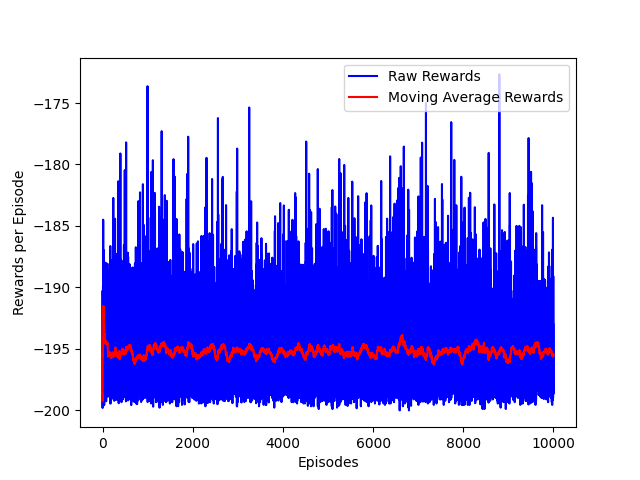 Raw Rewards
Moving Average Rewards
−175
−180
−185
−190
−195
−200
Rewards per Episode
0 2000 4000 6000 8000 10000
Episodes